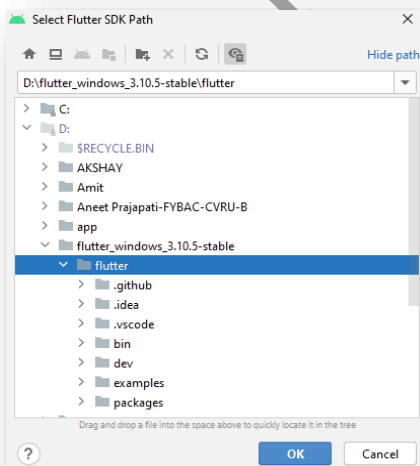 Select Flutter SDK Path
Hide path
D:\flutter_windows_3.10.5-stable\flutter
C:
D:
$RECYCLE.BIN
AKSHAY
Amit
Aneet Prajapati-FYBAC-CVRU-B
app
flutter_windows_3.10.5-stable
flutter
.github
.idea
.vscode
bin
dev
examples
packages
Drag and drop a file into the space above to quickly locate it in the tree
? OK Cancel